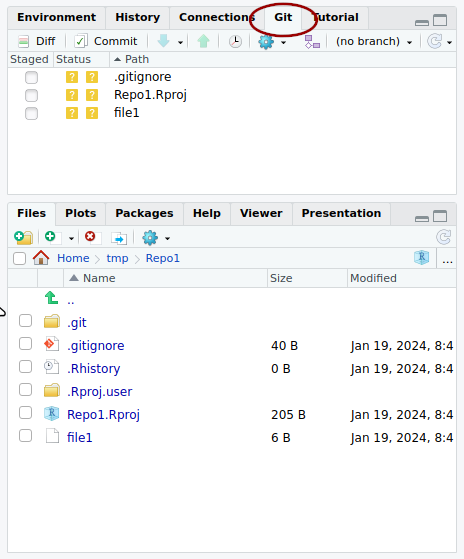 Environment History Connections Git Tutorial
Diff Commit (no branch)
Staged Status Path
? ? .gitignore
? ? Repo1.Rproj
? ? file1
Files Plots Packages Help Viewer Presentation
Home tmp Repo1 R ...
Name Size Modified
..
.git
.gitignore 40 B Jan 19, 2024, 8:4
.Rhistory 0 B Jan 19, 2024, 8:4
.Rproj.user
R Repo1.Rproj 205 B Jan 19, 2024, 8:4
file1 6 B Jan 19, 2024, 8:4